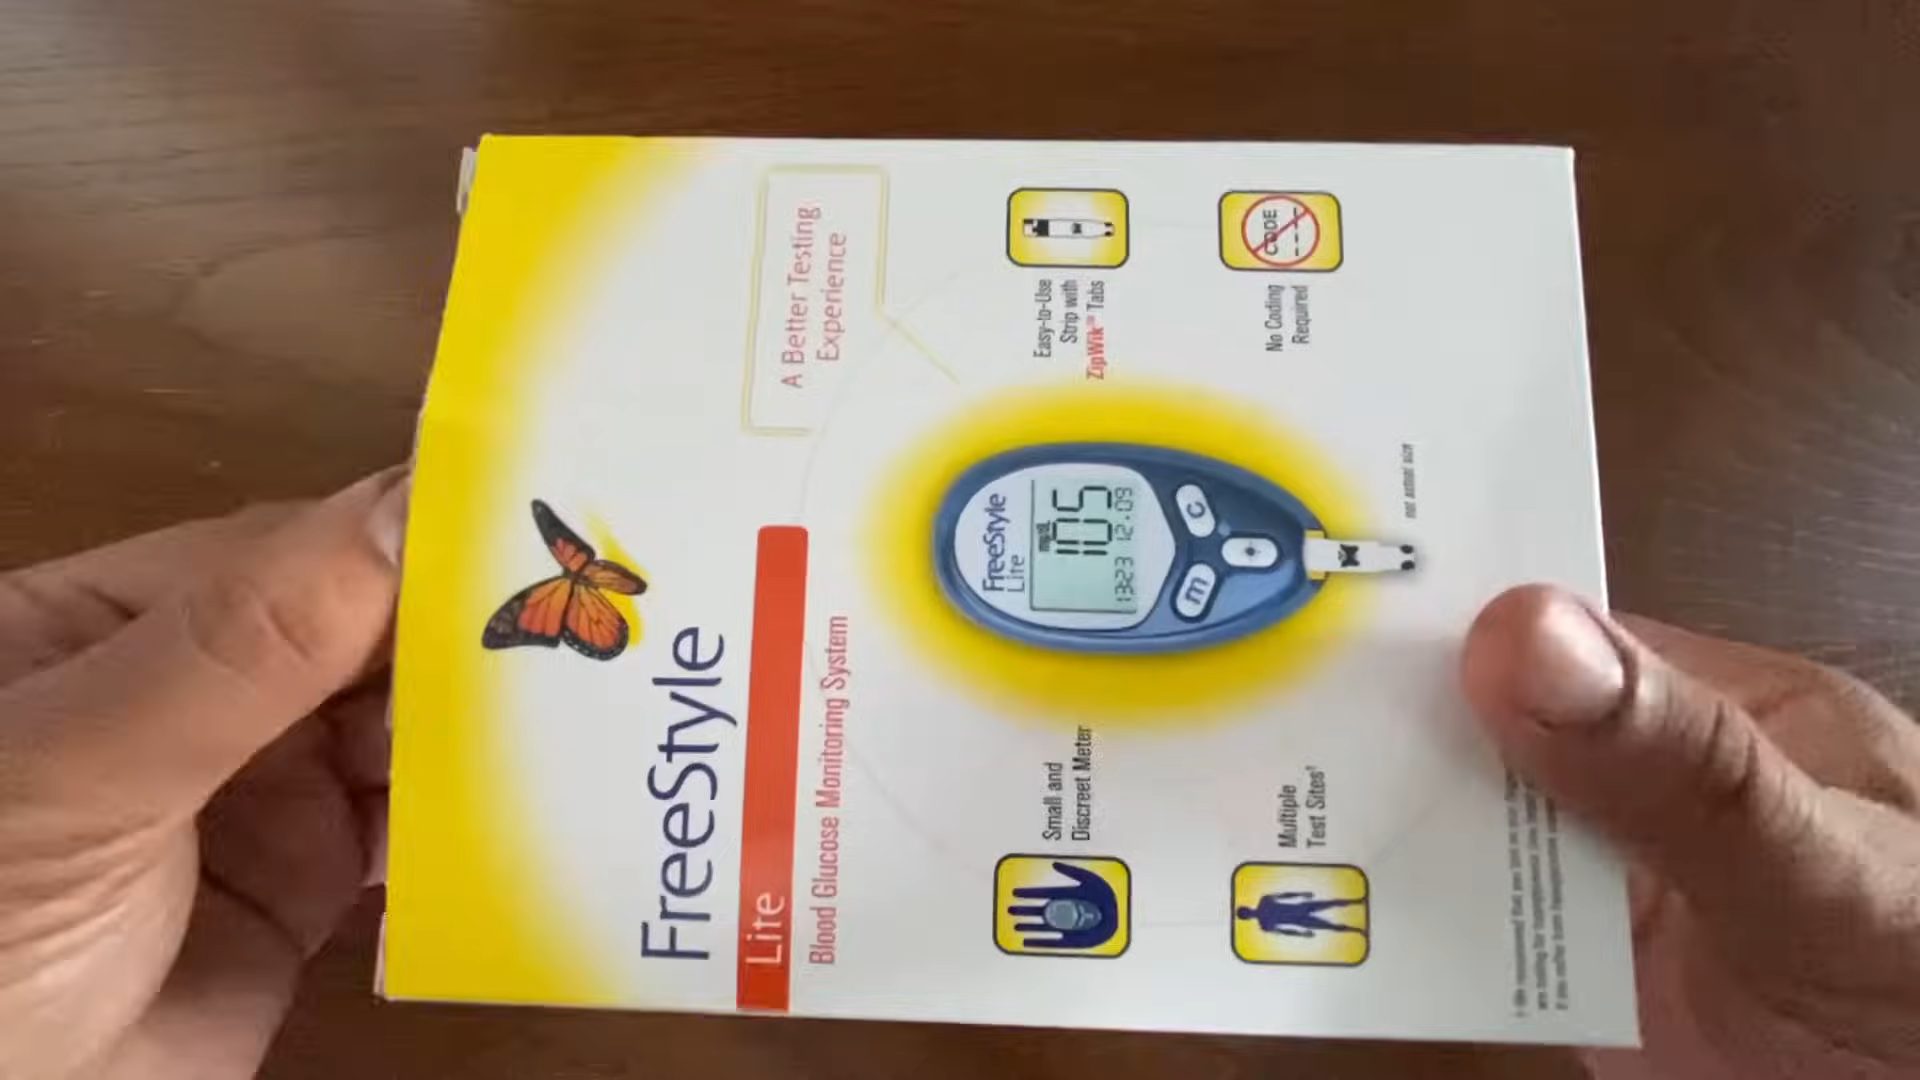 FreeStyle
Lite
Blood Glucose Monitoring System
A Better Testing
Experience
Small and
Discreet Meter
Easy-to-Use
Strip with
ZipWik™ Tabs
FreeStyle
Lite
mg/dL
105
13:23 12.09
m
c
Multiple
Test Sites†
CODE
No Coding
Required
not actual size